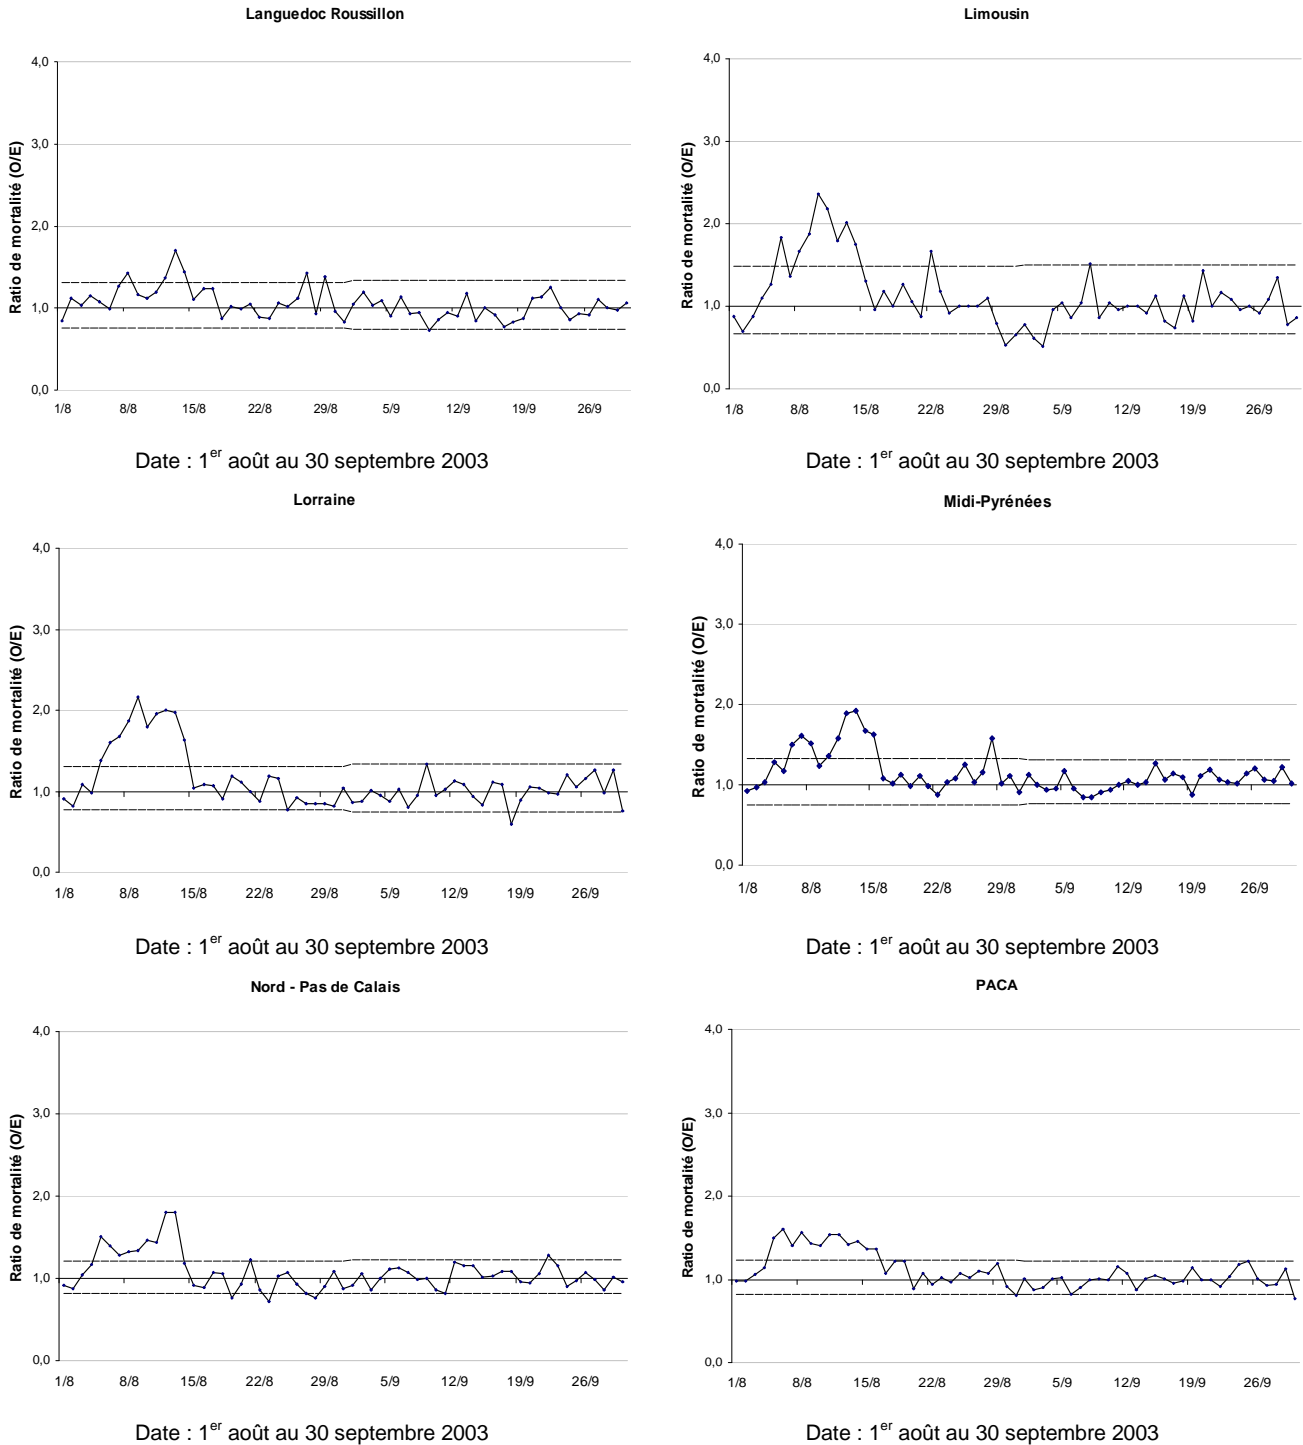 Languedoc Roussillon
Ratio de mortalité (O/E)
4,0
3,0
2,0
1,0
0,0
1/8 8/8 15/8 22/8 29/8 5/9 12/9 19/9 26/9
Date : 1er août au 30 septembre 2003
Limousin
Ratio de mortalité (O/E)
4,0
3,0
2,0
1,0
0,0
1/8 8/8 15/8 22/8 29/8 5/9 12/9 19/9 26/9
Date : 1er août au 30 septembre 2003
Lorraine
Ratio de mortalité (O/E)
4,0
3,0
2,0
1,0
0,0
1/8 8/8 15/8 22/8 29/8 5/9 12/9 19/9 26/9
Date : 1er août au 30 septembre 2003
Midi-Pyrénées
Ratio de mortalité (O/E)
4,0
3,0
2,0
1,0
0,0
1/8 8/8 15/8 22/8 29/8 5/9 12/9 19/9 26/9
Date : 1er août au 30 septembre 2003
Nord - Pas de Calais
Ratio de mortalité (O/E)
4,0
3,0
2,0
1,0
0,0
1/8 8/8 15/8 22/8 29/8 5/9 12/9 19/9 26/9
Date : 1er août au 30 septembre 2003
PACA
Ratio de mortalité (O/E)
4,0
3,0
2,0
1,0
0,0
1/8 8/8 15/8 22/8 29/8 5/9 12/9 19/9 26/9
Date : 1er août au 30 septembre 2003